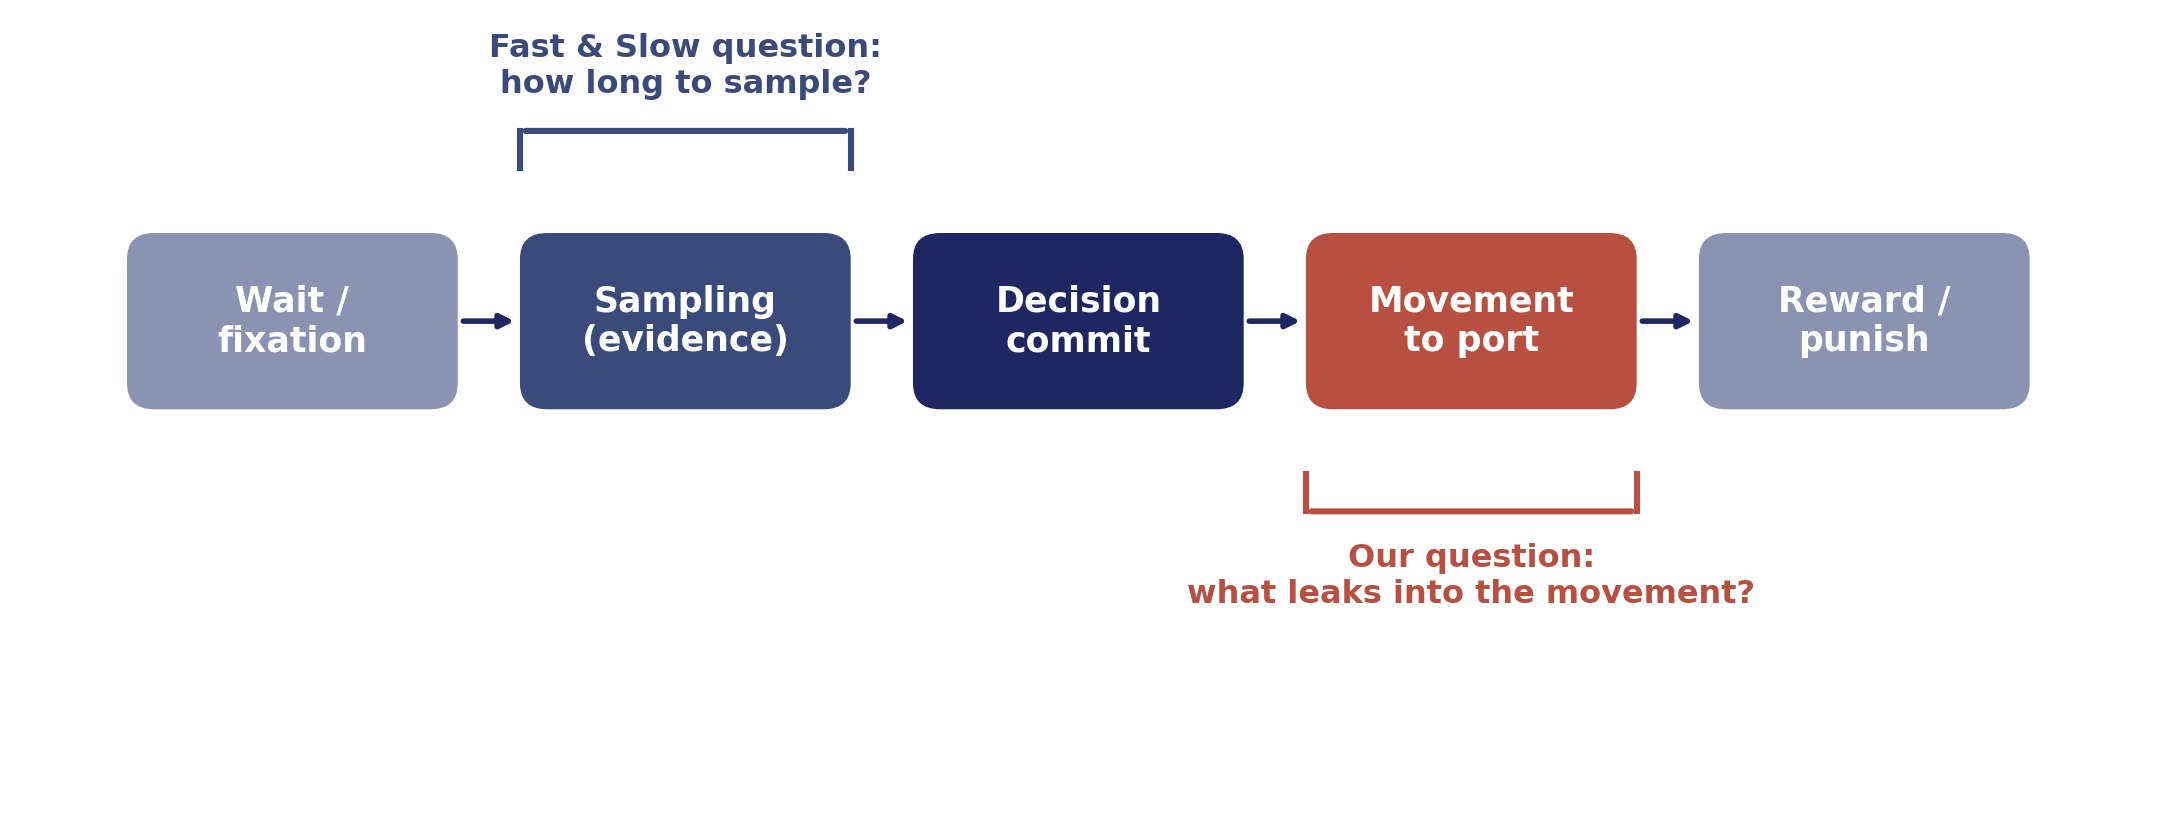 Fast & Slow question:
how long to sample?
Wait /
fixation
Sampling
(evidence)
Decision
commit
Movement
to port
Reward /
punish
Our question:
what leaks into the movement?